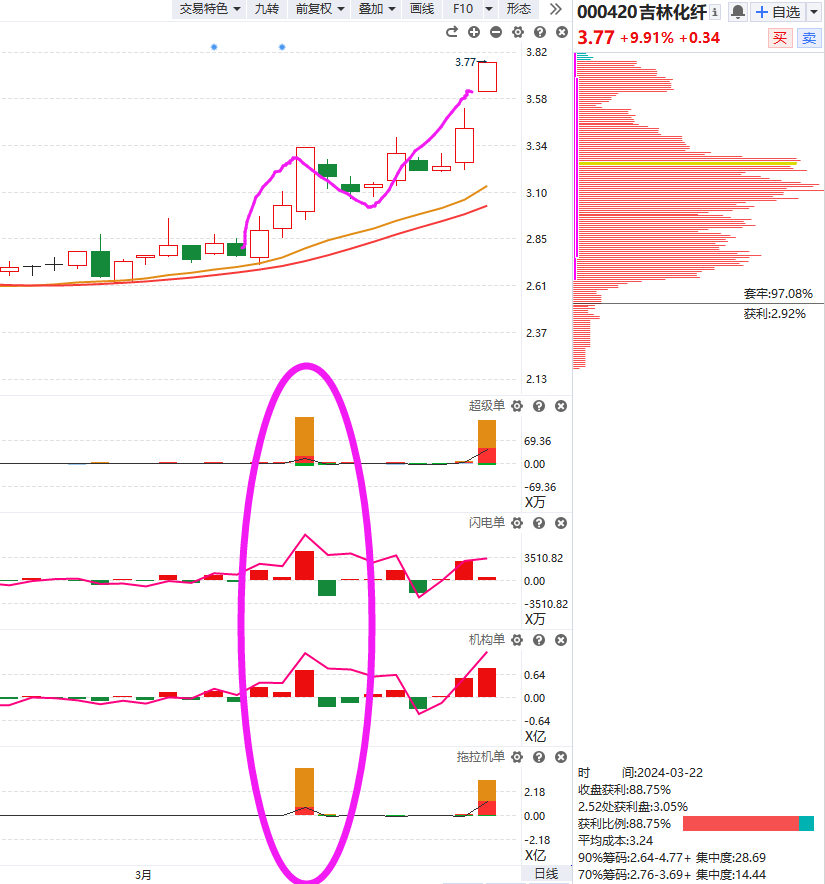 交易特色 九转 前复权 叠加 画线 F10 形态
000420 吉林化纤 自选
3.77 +9.91% +0.34 买 卖
3.77
3.82
3.58
3.34
3.10
2.85
2.61
2.37
2.13
套牢:97.08%
获利:2.92%
超级单
69.36
0.00
-69.36
X万
闪电单
3510.82
0.00
-3510.82
X万
机构单
0.64
0.00
-0.64
X亿
拖拉机单
2.18
0.00
-2.18
X亿
3月 日线
时 间:2024-03-22
收盘获利:88.75%
2.52处获利盘:3.05%
获利比例:88.75%
平均成本:3.24
90%筹码:2.64-4.77+ 集中度:28.69
70%筹码:2.76-3.69+ 集中度:14.44